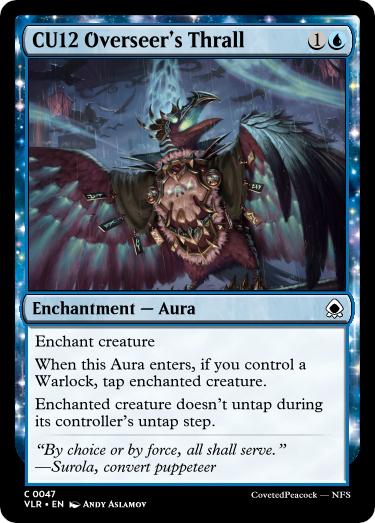 CU12 Overseer's Thrall 1
Enchantment — Aura
Enchant creature
When this Aura enters, if you control a
Warlock, tap enchanted creature.
Enchanted creature doesn't untap during
its controller's untap step.
"By choice or by force, all shall serve."
—Surola, convert puppeteer
C 0047
VLR • EN Andy Aslamov
CovetedPeacock — NFS